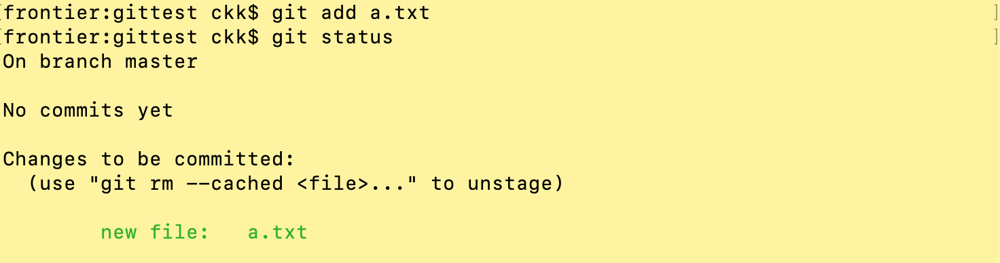 [frontier:gittest ckk$ git add a.txt ]
[frontier:gittest ckk$ git status ]
On branch master
No commits yet
Changes to be committed:
(use "git rm --cached <file>..." to unstage)
new file: a.txt